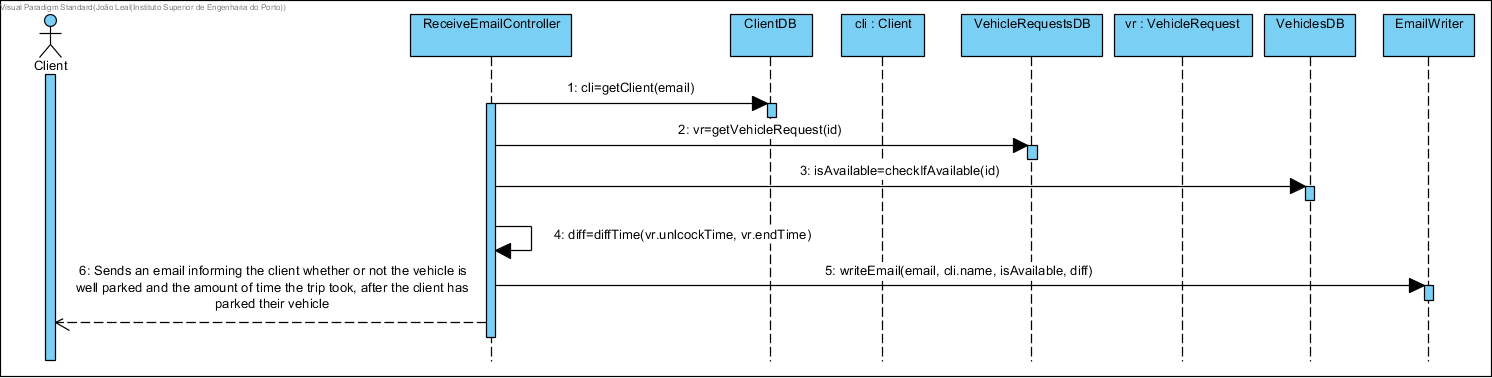 Visual Paradigm Standard(João Leal(Instituto Superior de Engenharia do Porto))
Client
ReceiveEmailController
ClientDB
cli : Client
VehicleRequestsDB
vr : VehicleRequest
VehiclesDB
EmailWriter
1: cli=getClient(email)
2: vr=getVehicleRequest(id)
3: isAvailable=checkIfAvailable(id)
4: diff=diffTime(vr.unlcockTime, vr.endTime)
5: writeEmail(email, cli.name, isAvailable, diff)
6: Sends an email informing the client whether or not the vehicle is
well parked and the amount of time the trip took, after the client has
parked their vehicle